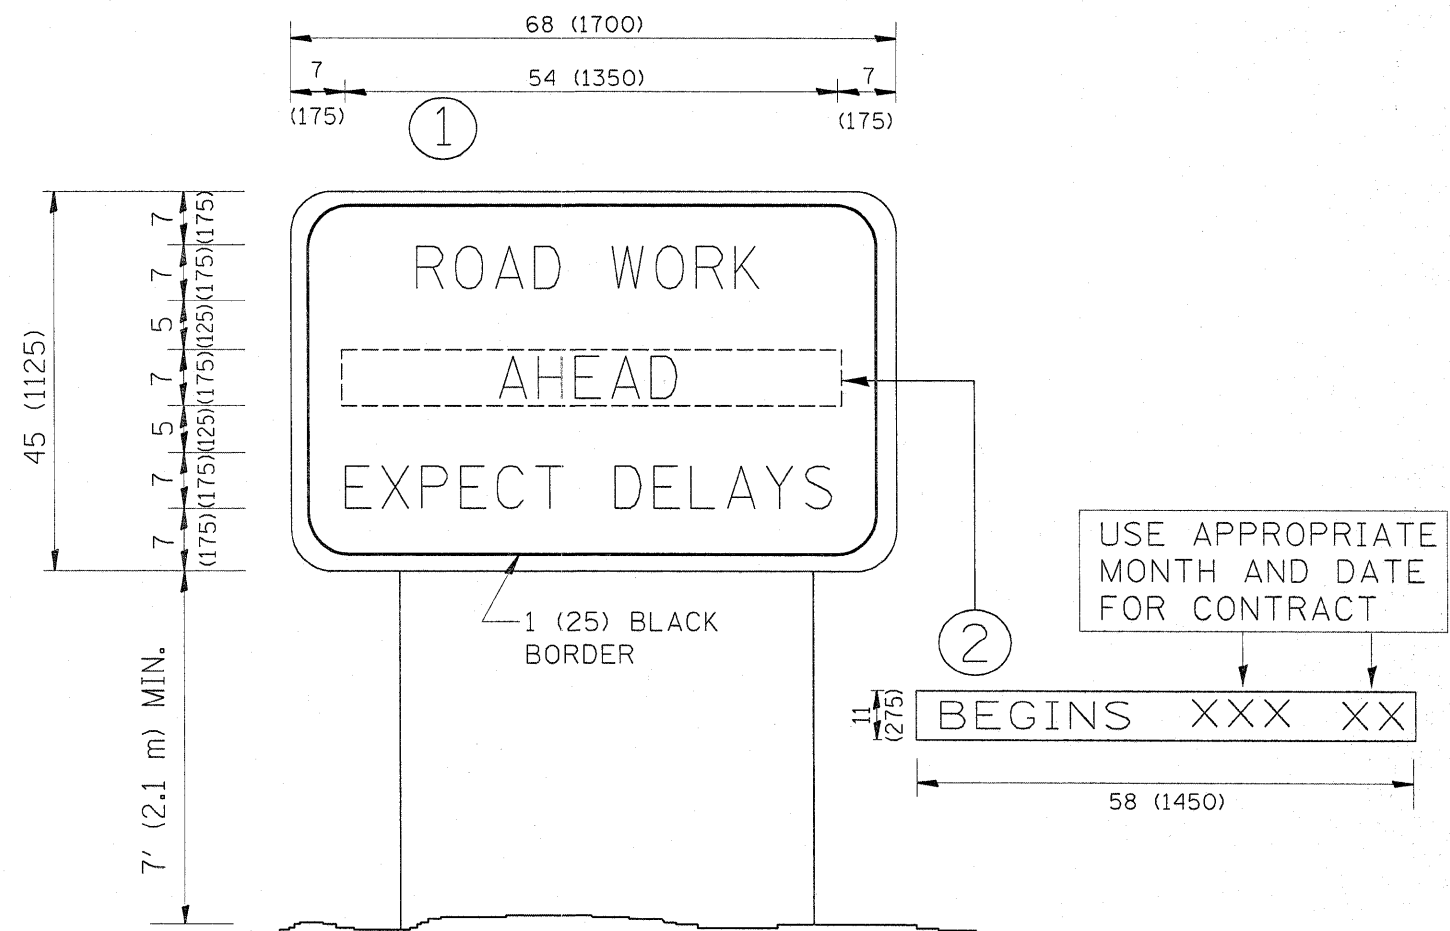 68 (1700)
7
54 (1350)
7
(175)
(175)
1
7
(175)
7
(175)
5
(125)
7
(175)
5
(125)
7
(175)
7
(175)
45 (1125)
ROAD WORK
AHEAD
EXPECT DELAYS
1 (25) BLACK
BORDER
7' (2.1 m) MIN.
2
USE APPROPRIATE
MONTH AND DATE
FOR CONTRACT
11
(275)
BEGINS XXX XX
58 (1450)